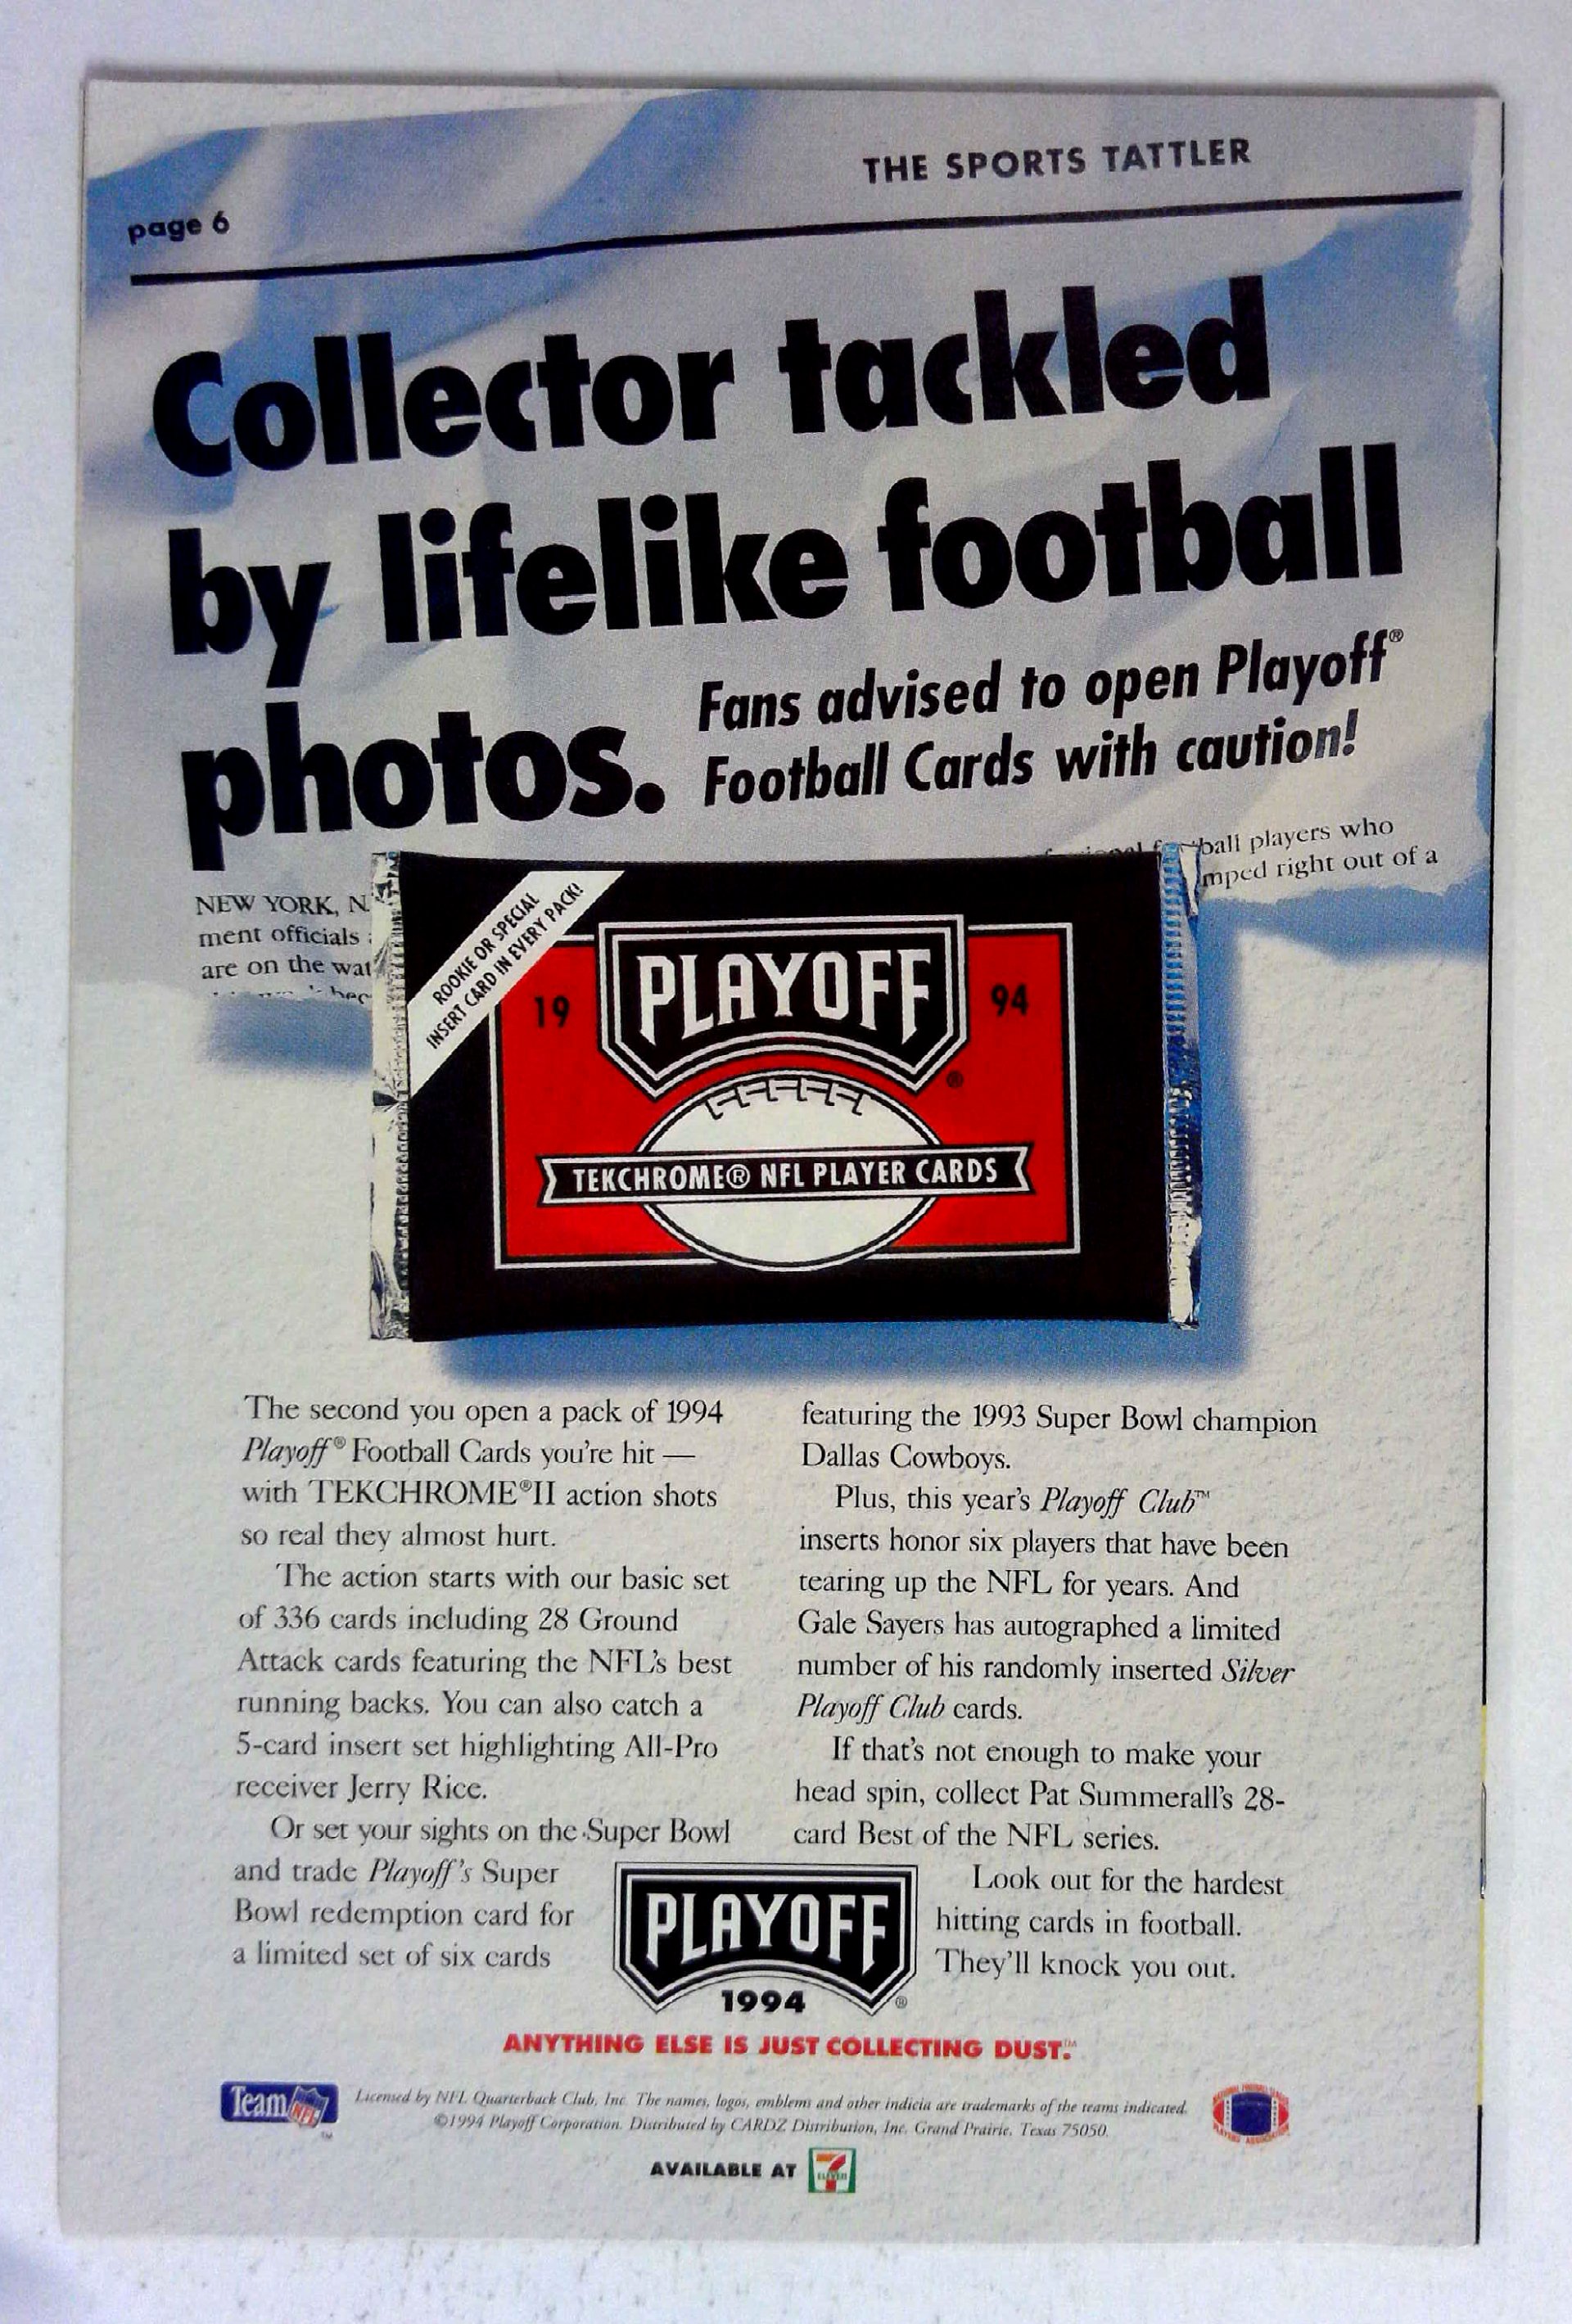 THE SPORTS TATTLER
page 6
Collector tackled
by lifelike football
photos.
Fans advised to open Playoff®
Football Cards with caution!
ball players who
mped right out of a
NEW YORK, N.
ment officials
are on the wat
ROOKIE OR SPECIAL
INSERT CARD IN EVERY PACK!
19 PLAYOFF® 94
TEKCHROME® NFL PLAYER CARDS
The second you open a pack of 1994
Playoff® Football Cards you're hit —
with TEKCHROME®II action shots
so real they almost hurt.
The action starts with our basic set
of 336 cards including 28 Ground
Attack cards featuring the NFL's best
running backs. You can also catch a
5-card insert set highlighting All-Pro
receiver Jerry Rice.
Or set your sights on the Super Bowl
and trade Playoff's Super
Bowl redemption card for
a limited set of six cards
featuring the 1993 Super Bowl champion
Dallas Cowboys.
Plus, this year's Playoff Club™
inserts honor six players that have been
tearing up the NFL for years. And
Gale Sayers has autographed a limited
number of his randomly inserted Silver
Playoff Club cards.
If that's not enough to make your
head spin, collect Pat Summerall's 28-
card Best of the NFL series.
Look out for the hardest
hitting cards in football.
They'll knock you out.
PLAYOFF
1994®
ANYTHING ELSE IS JUST COLLECTING DUST.™
Team NFL™
Licensed by NFL Quarterback Club, Inc. The names, logos, emblems and other indicia are trademarks of the teams indicated.
©1994 Playoff Corporation. Distributed by CARDZ Distribution, Inc. Grand Prairie, Texas 75050.
AVAILABLE AT 7 ELEVEN